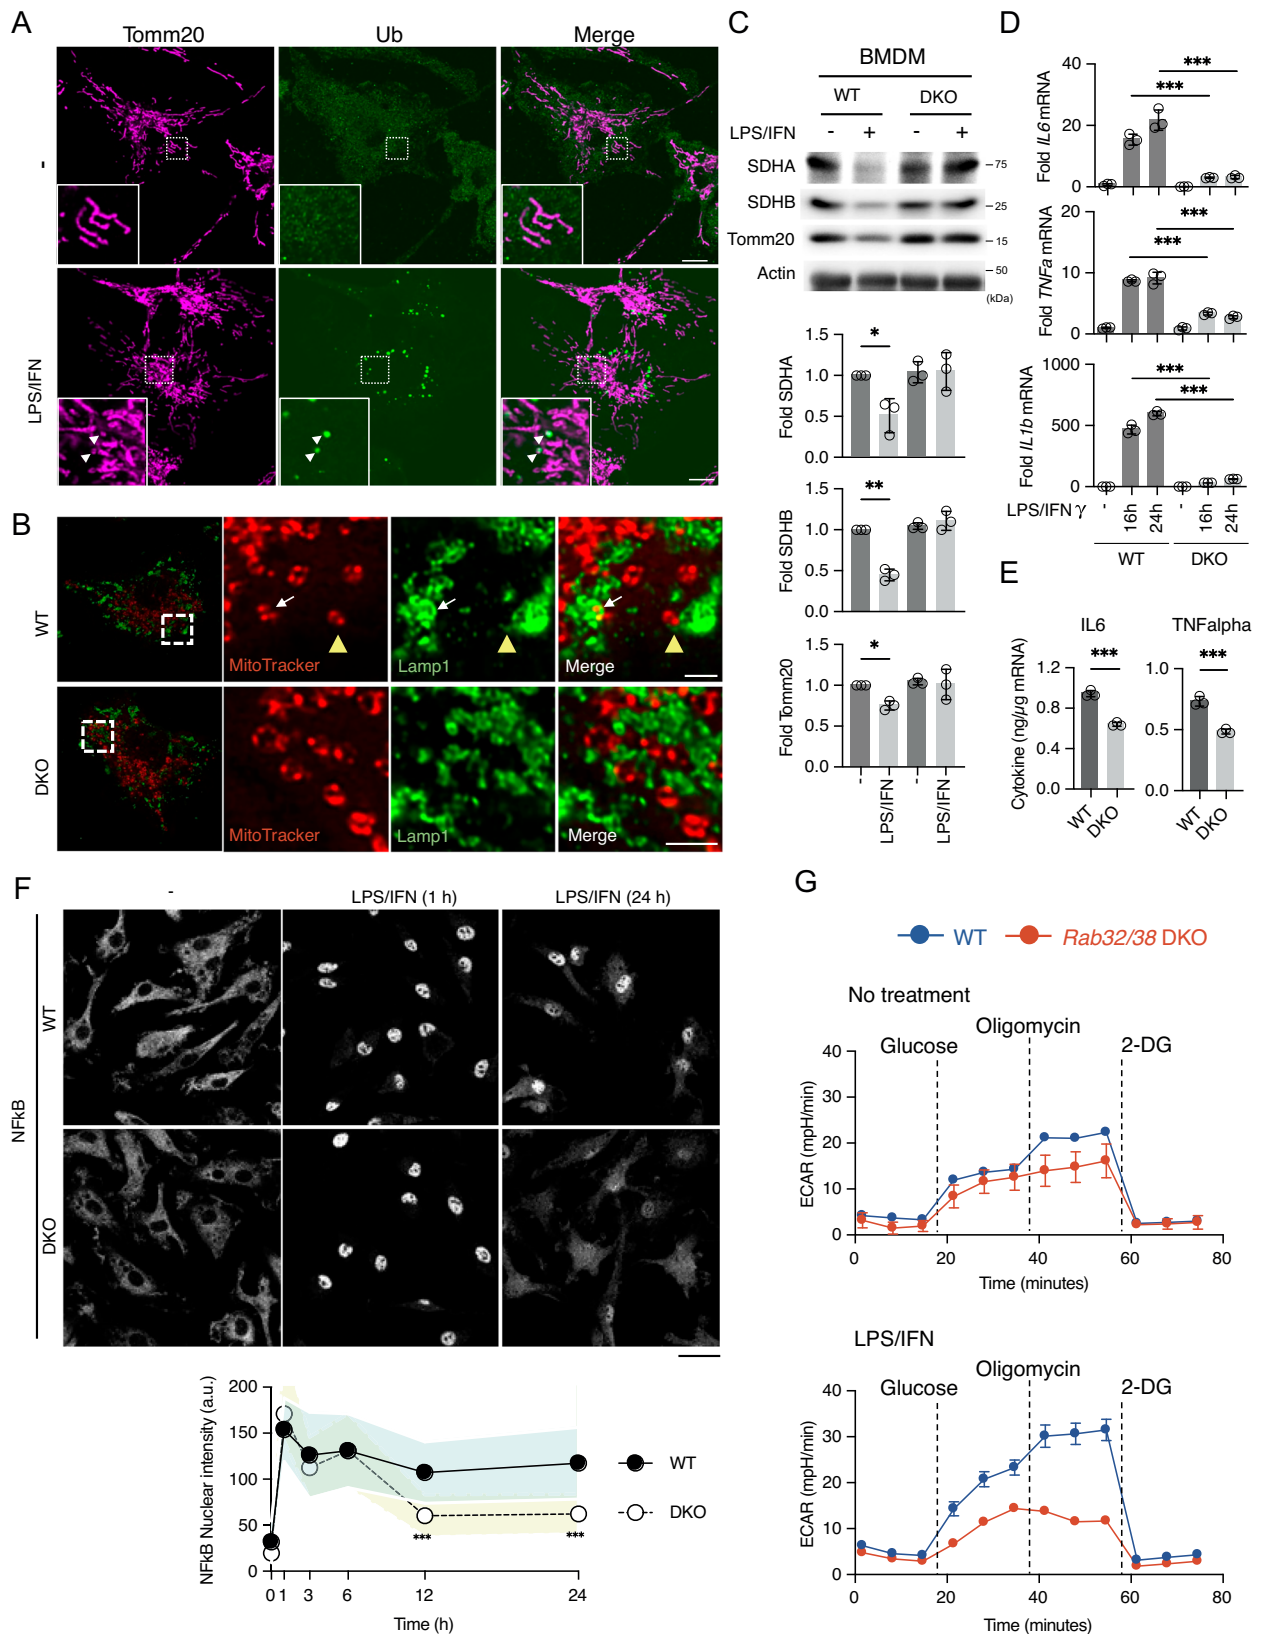 A
Tomm20 Ub Merge
-
LPS/IFN
B
WT
MitoTracker Lamp1 Merge
DKO
MitoTracker Lamp1 Merge
C
BMDM
WT DKO
LPS/IFN - + - +
SDHA 75
SDHB 25
Tomm20 15
Actin 50
(kDa)
Fold SDHA
1.5
1.0
0.5
0.0
*
Fold SDHB
1.5
1.0
0.5
0.0
**
Fold Tomm20
1.5
1.0
0.5
0.0
*
- LPS/IFN - LPS/IFN
D
Fold IL6 mRNA
40
20
0
***
***
Fold TNFa mRNA
20
10
0
***
***
Fold IL1b mRNA
1000
500
0
***
***
LPS/IFNγ - 16h 24h - 16h 24h
WT DKO
E
IL6 TNFalpha
Cytokine (ng/μg mRNA)
*** ***
1.2
0.8
0.4
0.0
1.0
0.5
0.0
WT DKO WT DKO
F
- LPS/IFN (1 h) LPS/IFN (24 h)
NFkB
WT
DKO
NFkB Nuclear intensity (a.u.)
200
150
100
50
0
*** ***
0 1 3 6 12 24
Time (h)
WT
DKO
G
WT Rab32/38 DKO
No treatment
Glucose Oligomycin 2-DG
ECAR (mpH/min)
40
30
20
10
0
0 20 40 60 80
Time (minutes)
LPS/IFN
Glucose Oligomycin 2-DG
ECAR (mpH/min)
40
30
20
10
0
0 20 40 60 80
Time (minutes)